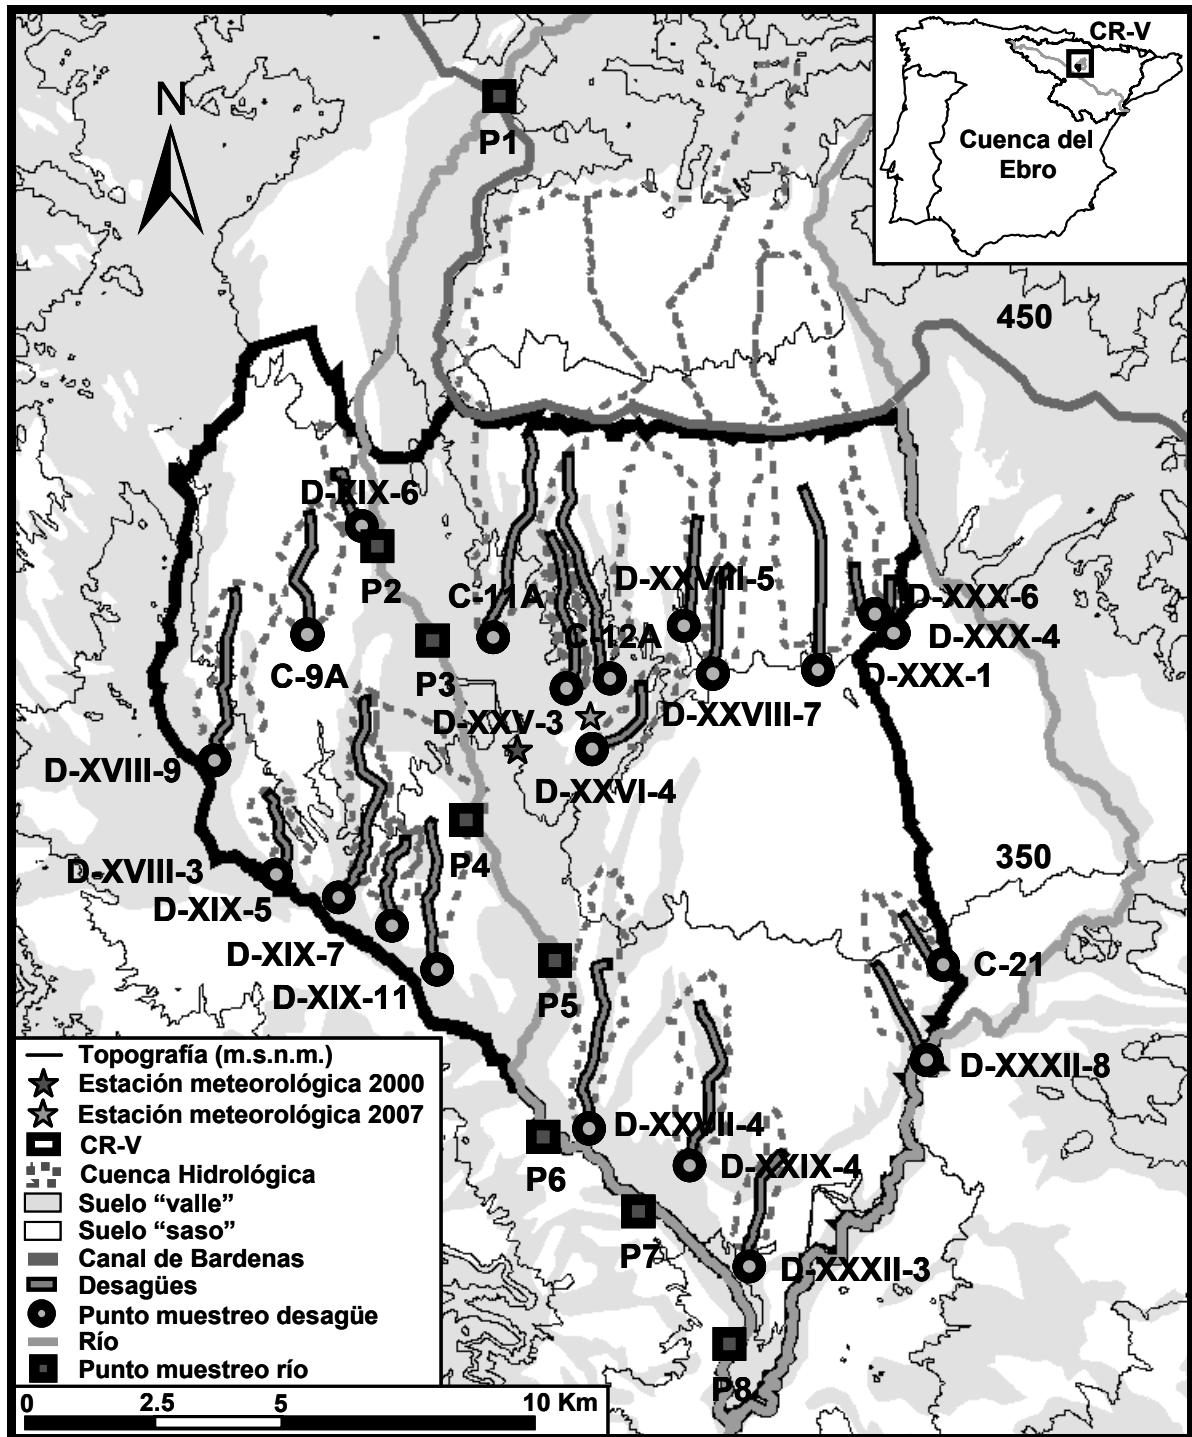 CR-V
Cuenca del
Ebro
N
P1
450
D-XIX-6
P2
C-11A
D-XXVIII-5
D-XXX-6
C-12A
D-XXX-4
C-9A
P3
D-XXX-1
D-XXV-3
D-XXVIII-7
D-XVIII-9
D-XXVI-4
P4
350
D-XVIII-3
D-XIX-5
D-XIX-7
C-21
D-XIX-11
P5
D-XXXII-8
D-XXVII-4
P6
D-XXIX-4
P7
D-XXXII-3
P8
Topografía (m.s.n.m.)
Estación meteorológica 2000
Estación meteorológica 2007
CR-V
Cuenca Hidrológica
Suelo “valle”
Suelo “saso”
Canal de Bardenas
Desagües
Punto muestreo desagüe
Río
Punto muestreo río
0 2.5 5 10 Km